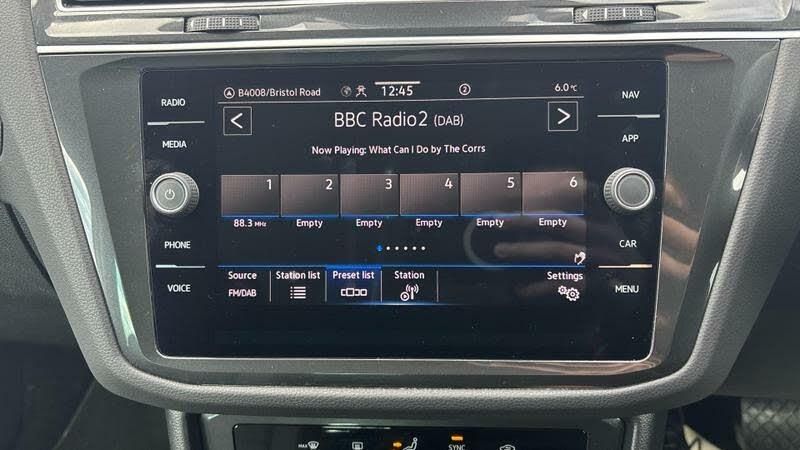 B4008/Bristol Road 12:45 2 6.0°C
RADIO
NAV
< BBC Radio2 (DAB) >
MEDIA
APP
Now Playing: What Can I Do by The Corrs
1 2 3 4 5 6
88.3 MHz Empty Empty Empty Empty Empty
PHONE
CAR
Source Station list Preset list Station Settings
VOICE
FM/DAB
MENU
MAX
SYNC